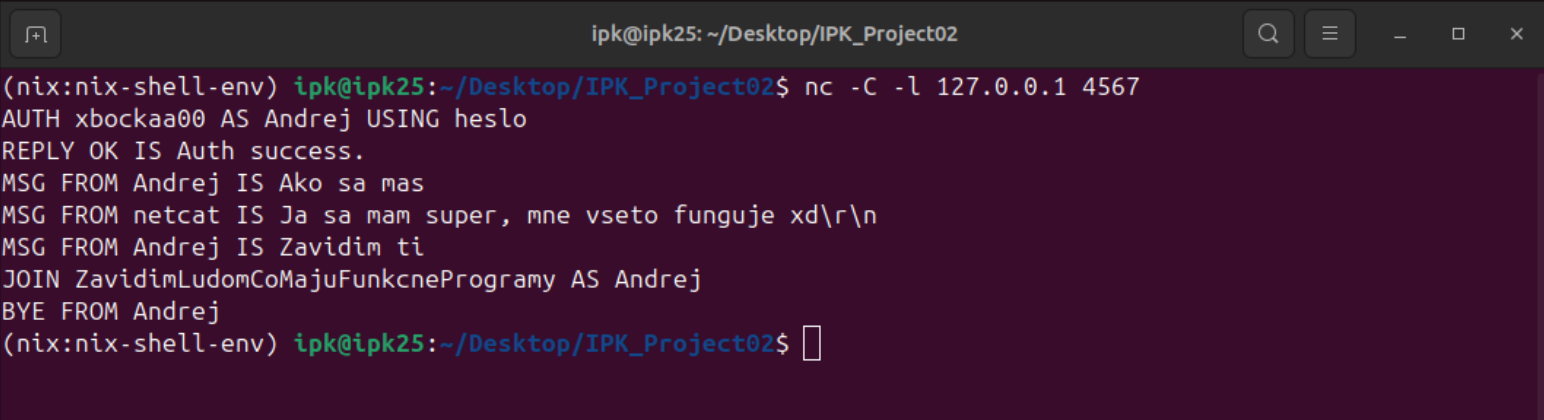 ipk@ipk25: ~/Desktop/IPK_Project02
(nix:nix-shell-env) ipk@ipk25:~/Desktop/IPK_Project02$ nc -C -l 127.0.0.1 4567
AUTH xbockaa00 AS Andrej USING heslo
REPLY OK IS Auth success.
MSG FROM Andrej IS Ako sa mas
MSG FROM netcat IS Ja sa mam super, mne vseto funguje xd\r\n
MSG FROM Andrej IS Zavidim ti
JOIN ZavidimLudomCoMajuFunkcneProgramy AS Andrej
BYE FROM Andrej
(nix:nix-shell-env) ipk@ipk25:~/Desktop/IPK_Project02$